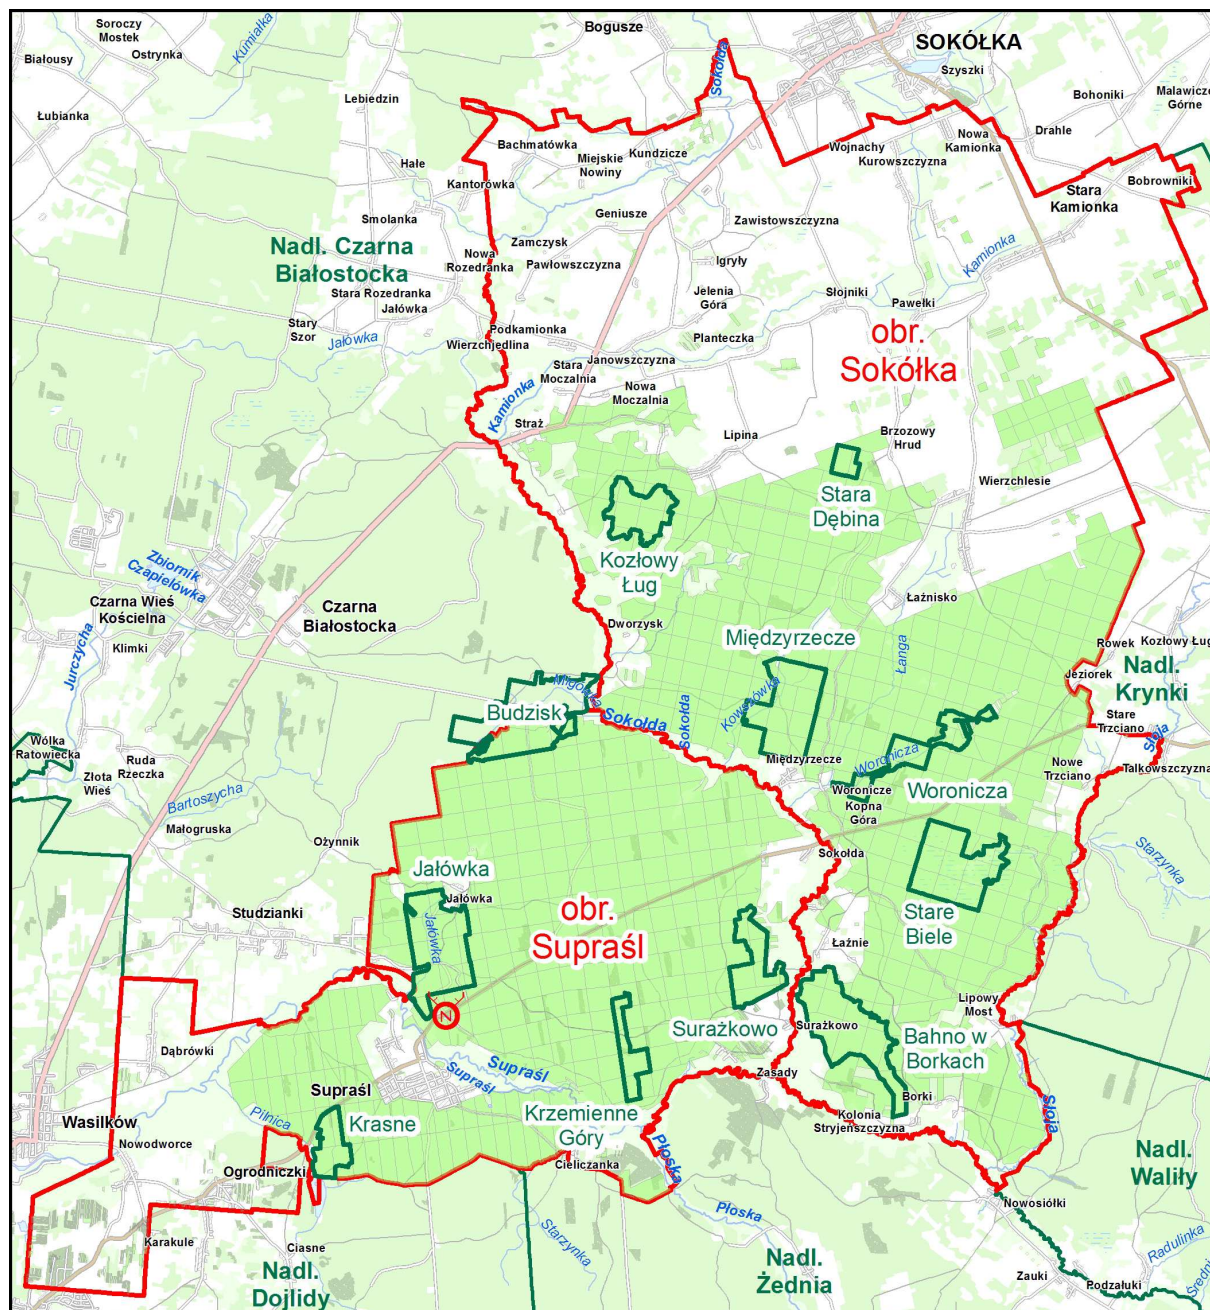 Soroczy
Mostek
Ostrynka
Białousy
Kumiałka
Łubianka
Bogusze
Sokołda
SOKÓŁKA
Szyszki
Bohoniki
Malawicze
Górne
Lebiedzin
Drahle
Nowa
Kamionka
Wojnachy
Kurowszczyzna
Bachmatówka
Miejskie
Nowiny
Kundzicze
Hałe
Kantorówka
Bobrowniki
Stara
Kamionka
Smolanka
Geniusze
Zawistowszczyzna
Nadl. Czarna
Białostocka
Zamczysk
Nowa
Rozedranka
Pawłowszczyzna
Igryły
Kamionka
Stara Rozedranka
Jałówka
Jelenia
Góra
Słojniki
Pawełki
Stary
Szor
Jałówka
Podkamionka
Wierzchjedlina
Planteczka
obr.
Sokółka
Janowszczyzna
Stara
Moczalnia
Nowa
Moczalnia
Kamionka
Straż
Lipina
Brzozowy
Hrud
Wierzchlesie
Stara
Dębina
Kozłowy
Ług
Zbiornik
Czapielówka
Czarna Wieś
Kościelna
Czarna
Białostocka
Klimki
Jurczycha
Dworzysk
Łaźnisko
Międzyrzecze
Łanga
Rowek
Kozłowy Ług
Nadl.
Krynki
Jeziorek
Migówka
Budzisk
Sokołda
Sokołda
Kowszówka
Stare
Trzciano
Słoja
Wólka
Ratowiecka
Ruda
Rzeczka
Złota
Wieś
Międzyrzecze
Woronicza
Nowe
Trzciano
Talkowszczyzna
Woronicze
Kopna
Góra
Woronicza
Bartoszycha
Małogruska
Ożynnik
Sokołda
Starzynka
Jałówka
Jałówka
Jałówka
Studzianki
obr.
Supraśl
Stare
Biele
Łaźnie
Lipowy
Most
Surażkowo
Surażkowo
Bahno w
Borkach
Dąbrówki
Supraśl
Supraśl
Supraśl
Zasady
Borki
Kolonia
Stryjeńszczyzna
Słoja
Wasilków
Pilnica
Krasne
Krzemienne
Góry
Nowodworce
Ogrodniczki
Cieliczanka
Płoska
Nadl.
Waliły
Nowosiółki
Płoska
Karakule
Ciasne
Starzynka
Radulinka
Nadl.
Dojlidy
Nadl.
Żednia
Zauki
Podzałuki